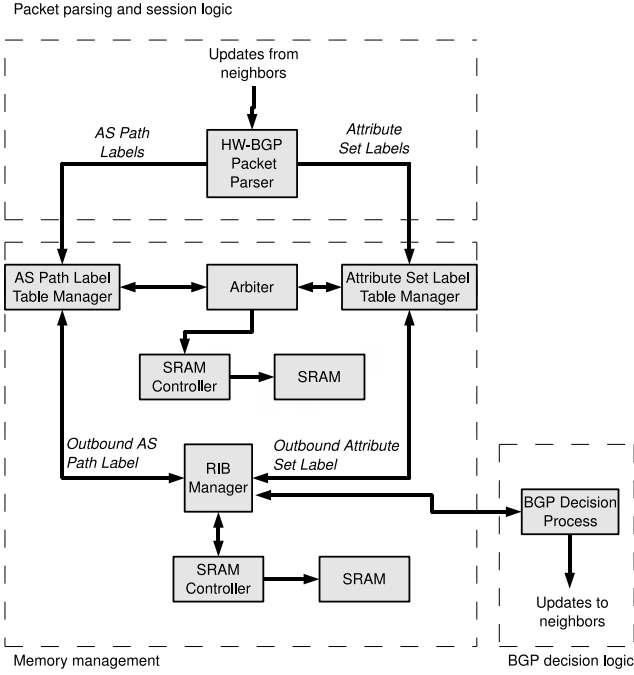 Packet parsing and session logic
Updates from
neighbors
AS Path
Labels
Attribute
Set Labels
HW-BGP
Packet
Parser
AS Path Label
Table Manager
Arbiter
Attribute Set Label
Table Manager
SRAM
Controller
SRAM
Outbound AS
Path Label
Outbound Attribute
Set Label
RIB
Manager
BGP Decision
Process
SRAM
Controller
SRAM
Updates to
neighbors
Memory management
BGP decision logic